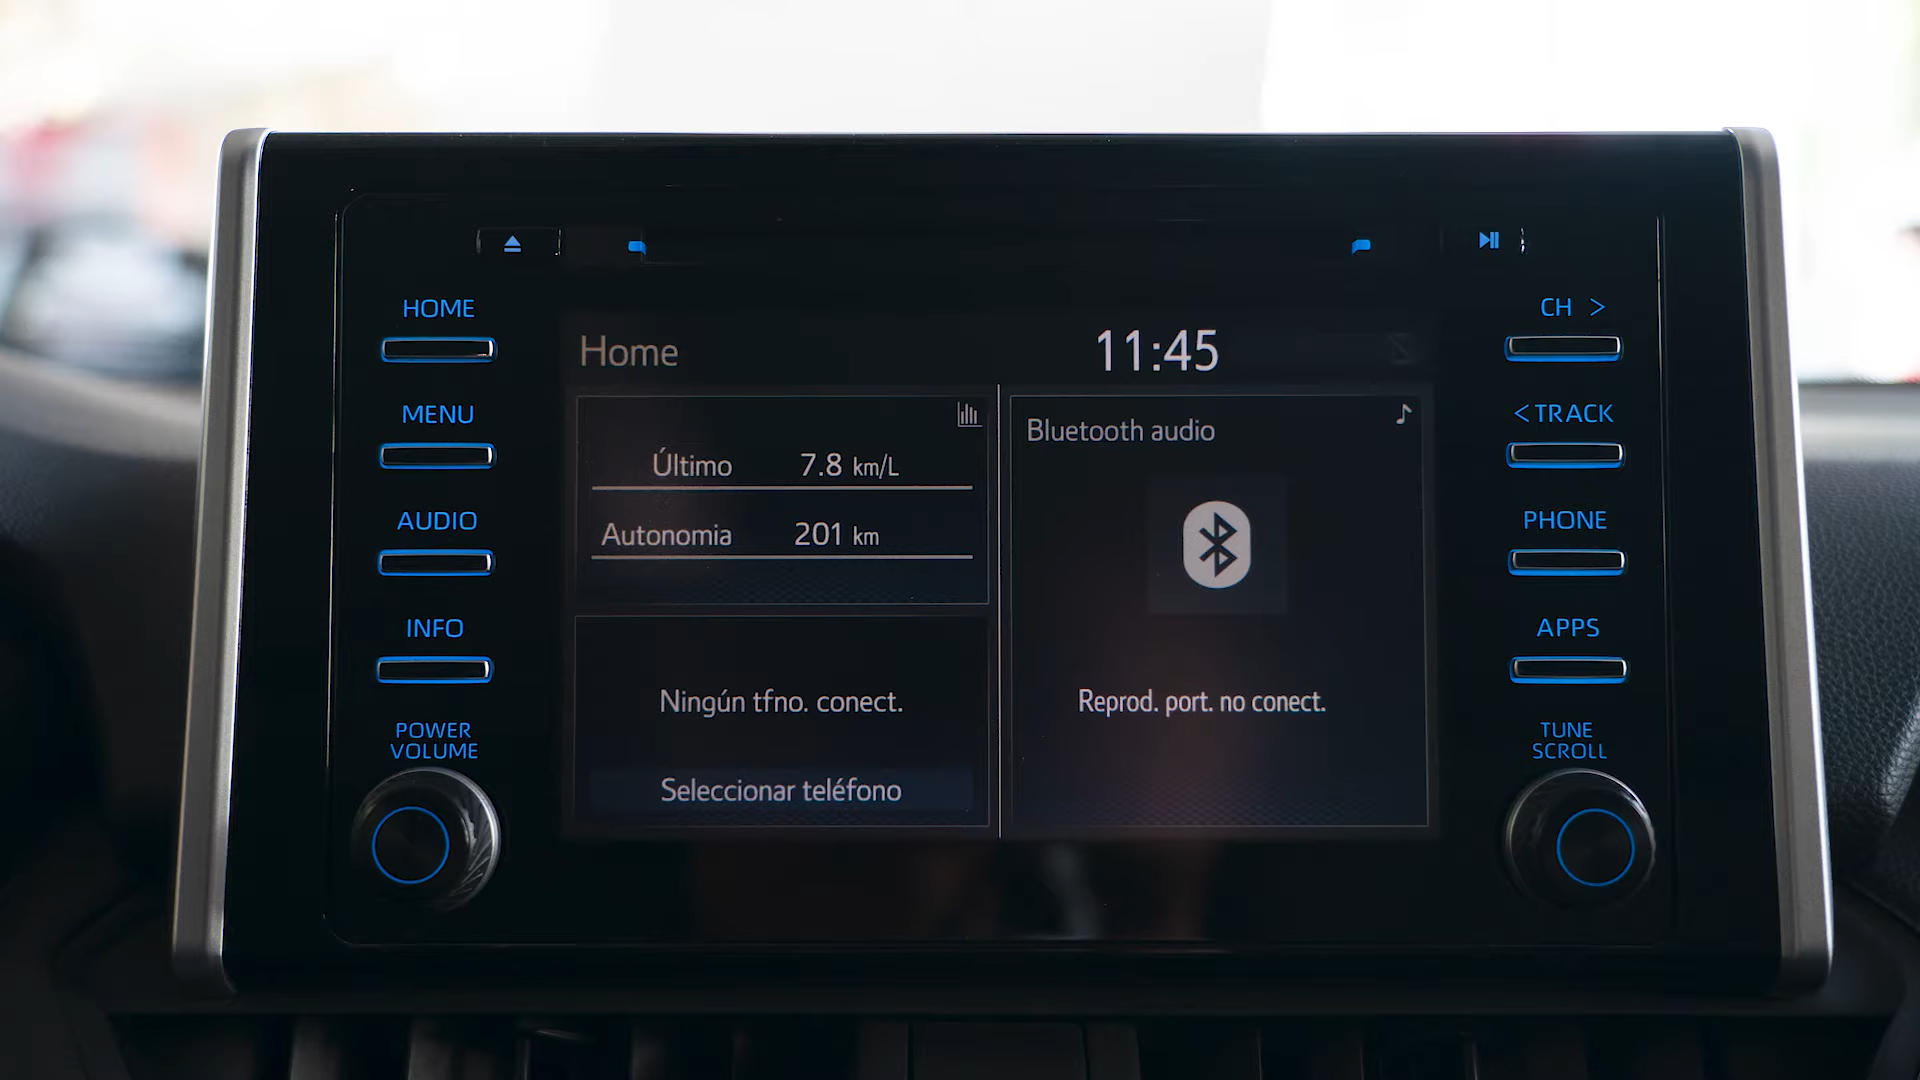 HOME
MENU
AUDIO
INFO
POWER
VOLUME
Home
11:45
Último 7.8 km/L
Autonomia 201 km
Ningún tfno. conect.
Seleccionar teléfono
Bluetooth audio
Reprod. port. no conect.
CH >
< TRACK
PHONE
APPS
TUNE
SCROLL